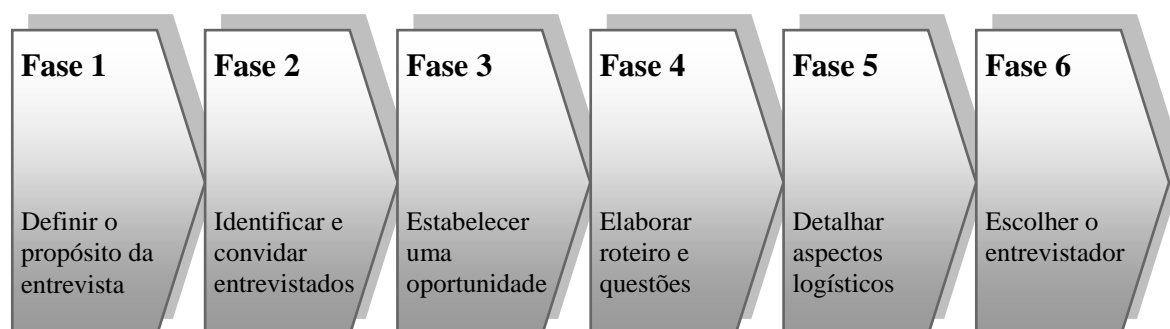 Fase 1
Definir o
propósito da
entrevista
Fase 2
Identificar e
convidar
entrevistados
Fase 3
Estabelecer
uma
oportunidade
Fase 4
Elaborar
roteiro e
questões
Fase 5
Detalhar
aspectos
logísticos
Fase 6
Escolher o
entrevistador